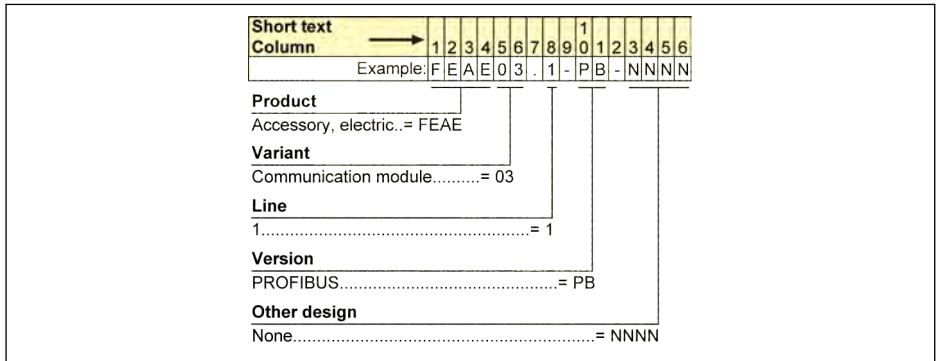 Short text
Column 1 2 3 4 5 6 7 8 9 1 0 1 2 3 4 5 6
Example: F E A E 0 3 . 1 - P B - N N N N
Product
Accessory, electric..= FEAE
Variant
Communication module..........= 03
Line
1................................................= 1
Version
PROFIBUS.......................................= PB
Other design
None.......................................................= NNNN